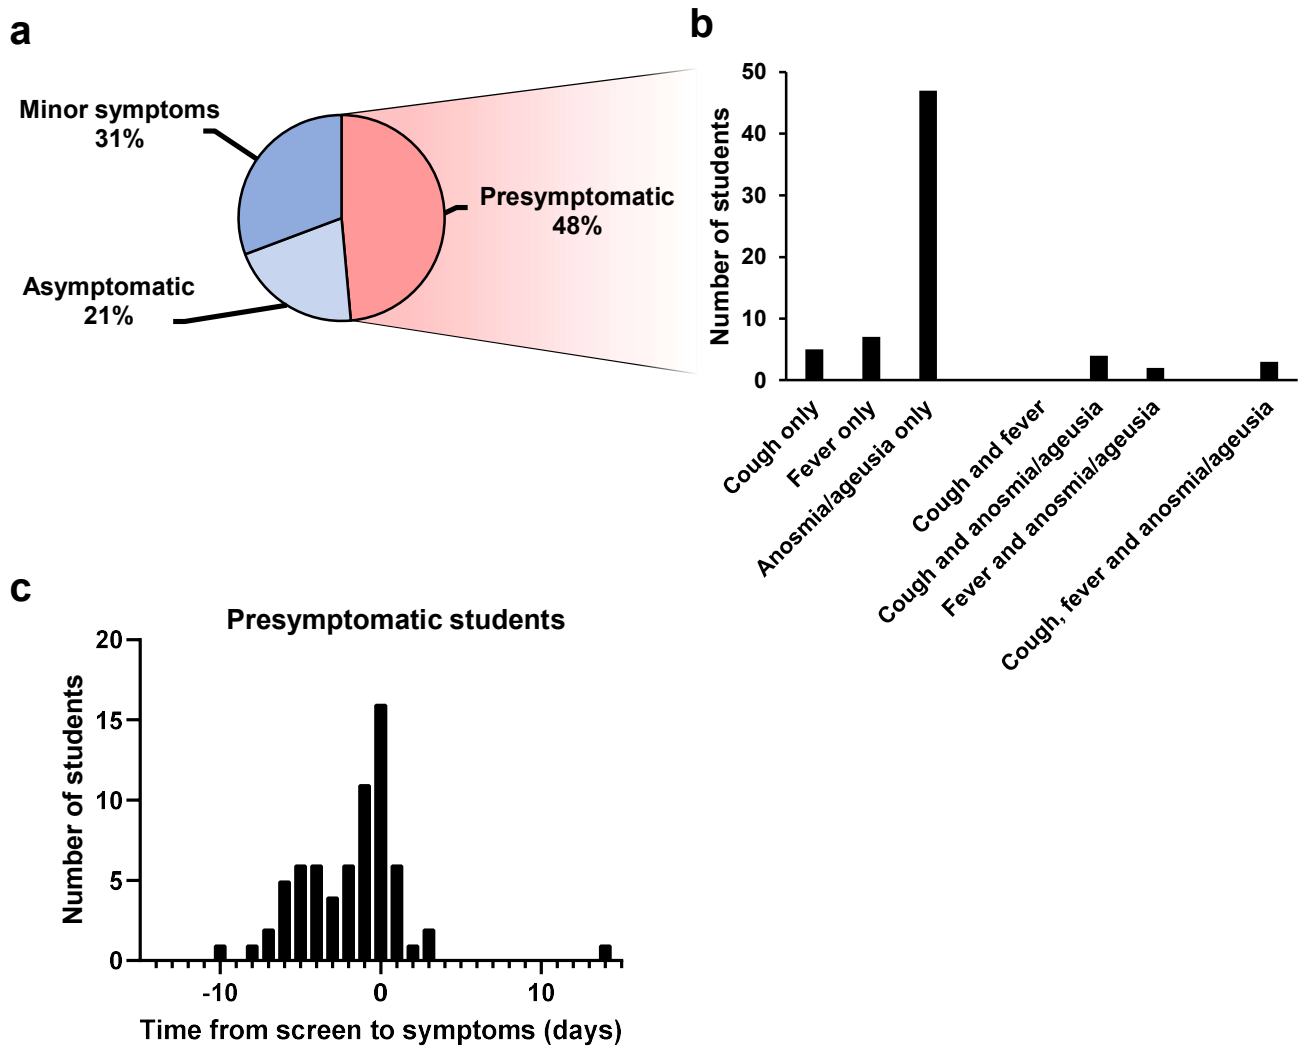 a
Minor symptoms
31%
Presymptomatic
48%
Asymptomatic
21%
b
Number of students
50
40
30
20
10
0
Cough only
Fever only
Anosmia/ageusia only
Cough and fever
Cough and anosmia/ageusia
Fever and anosmia/ageusia
Cough, fever and anosmia/ageusia
c
Presymptomatic students
Number of students
20
15
10
5
0
-10 0 10
Time from screen to symptoms (days)